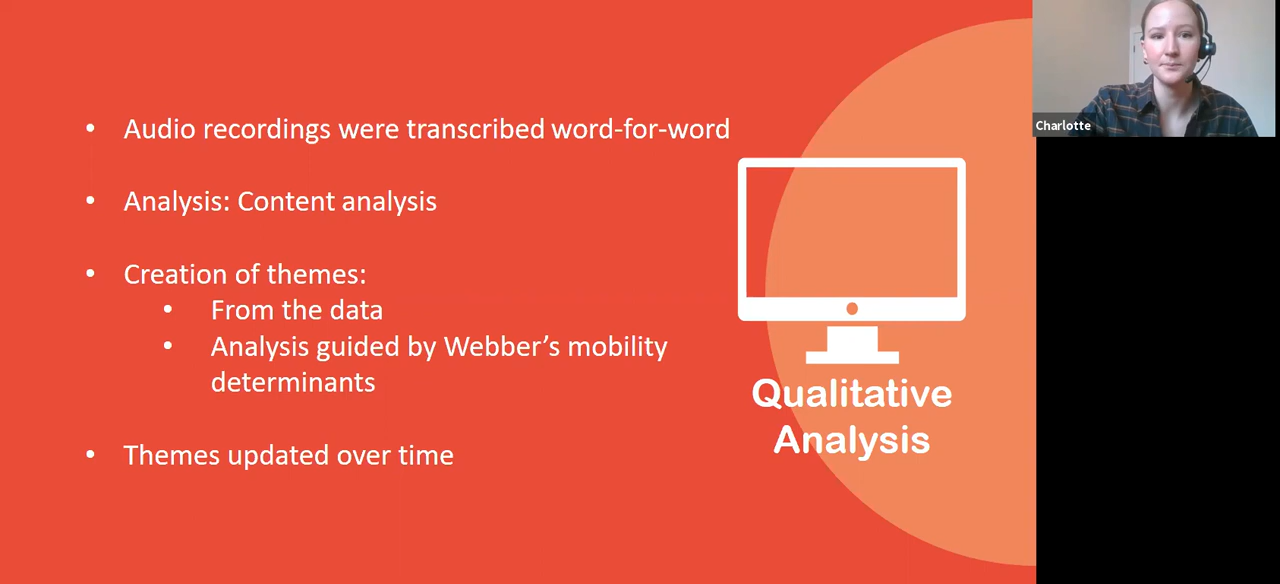 • Audio recordings were transcribed word-for-word
• Analysis: Content analysis
• Creation of themes:
• From the data
• Analysis guided by Webber's mobility
determinants
• Themes updated over time
Qualitative
Analysis
Charlotte